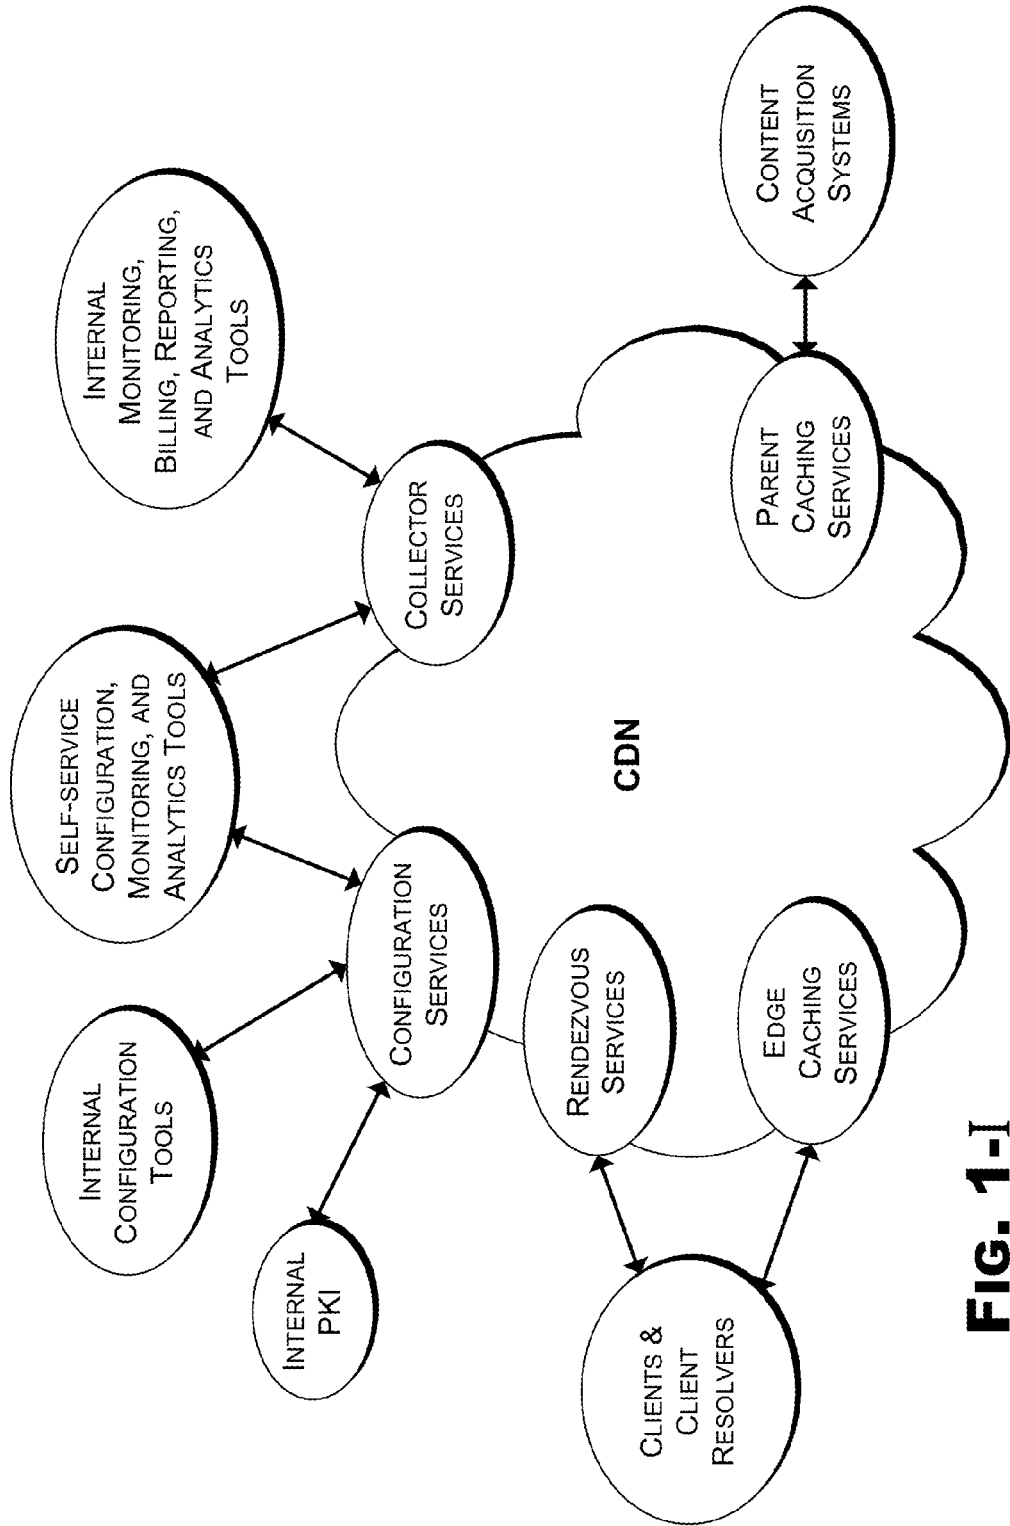 INTERNAL
PKI
INTERNAL
CONFIGURATION
TOOLS
SELF-SERVICE
CONFIGURATION,
MONITORING, AND
ANALYTICS TOOLS
INTERNAL
MONITORING,
BILLING, REPORTING,
AND ANALYTICS
TOOLS
CONFIGURATION
SERVICES
COLLECTOR
SERVICES
CDN
RENDEZVOUS
SERVICES
CLIENTS &
CLIENT
RESOLVERS
EDGE
CACHING
SERVICES
PARENT
CACHING
SERVICES
CONTENT
ACQUISITION
SYSTEMS
FIG. 1-I